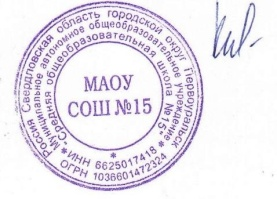 Россия Свердловская область городской округ Первоуральск
Муниципальное автономное общеобразовательное учреждение
"Средняя общеобразовательная школа №15"
* ИНН 6625017418 *
ОГРН 1036601472324
МАОУ
СОШ №15